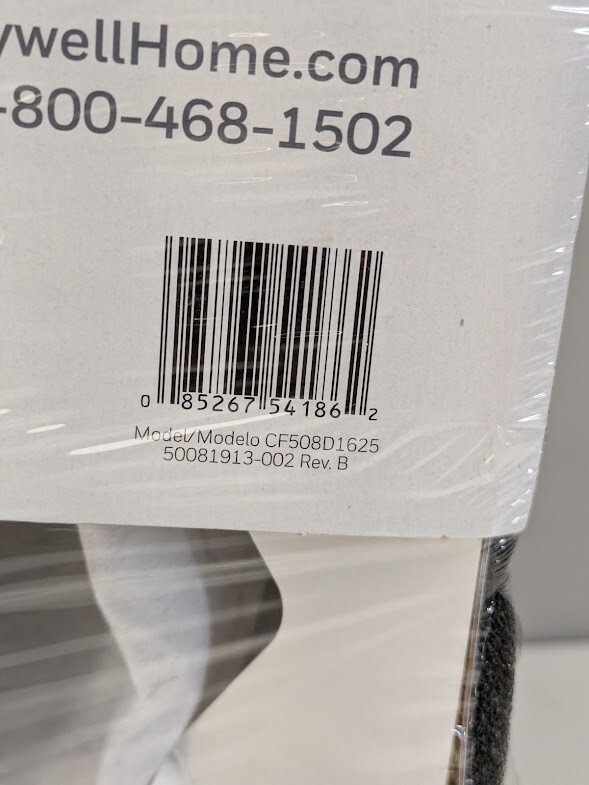 ywellHome.com
-800-468-1502
0 85267 54186 2
Model/Modelo CF508D1625
50081913-002 Rev. B